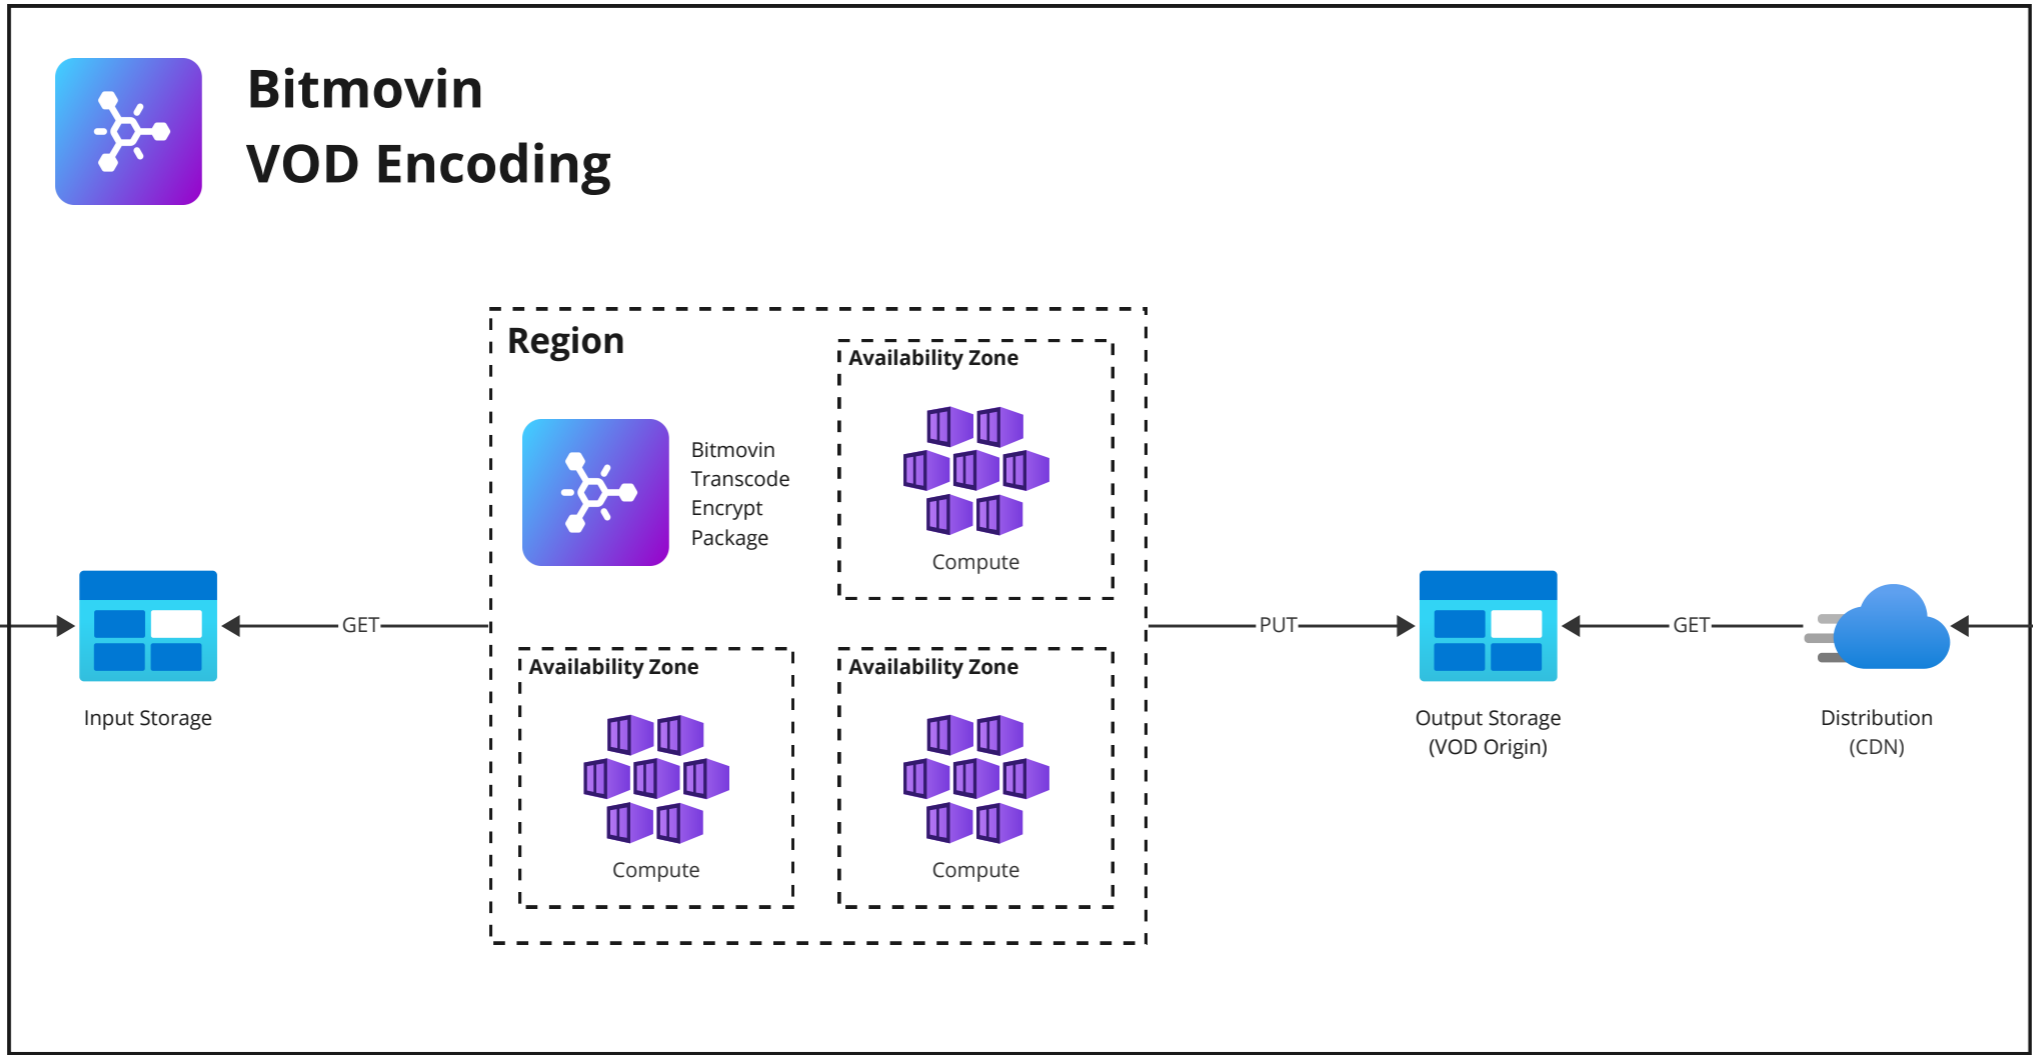 Bitmovin
VOD Encoding
Region
Availability Zone
Bitmovin
Transcode
Encrypt
Package
Compute
GET
PUT
GET
Input Storage
Availability Zone
Compute
Availability Zone
Compute
Output Storage
(VOD Origin)
Distribution
(CDN)